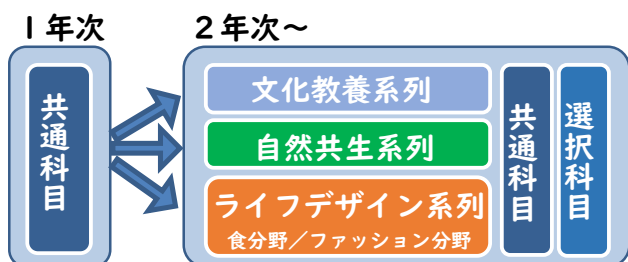 1年次
共通科目
2年次~
文化教養系列
自然共生系列
ライフデザイン系列
食分野/ファッション分野
共通科目
選択科目